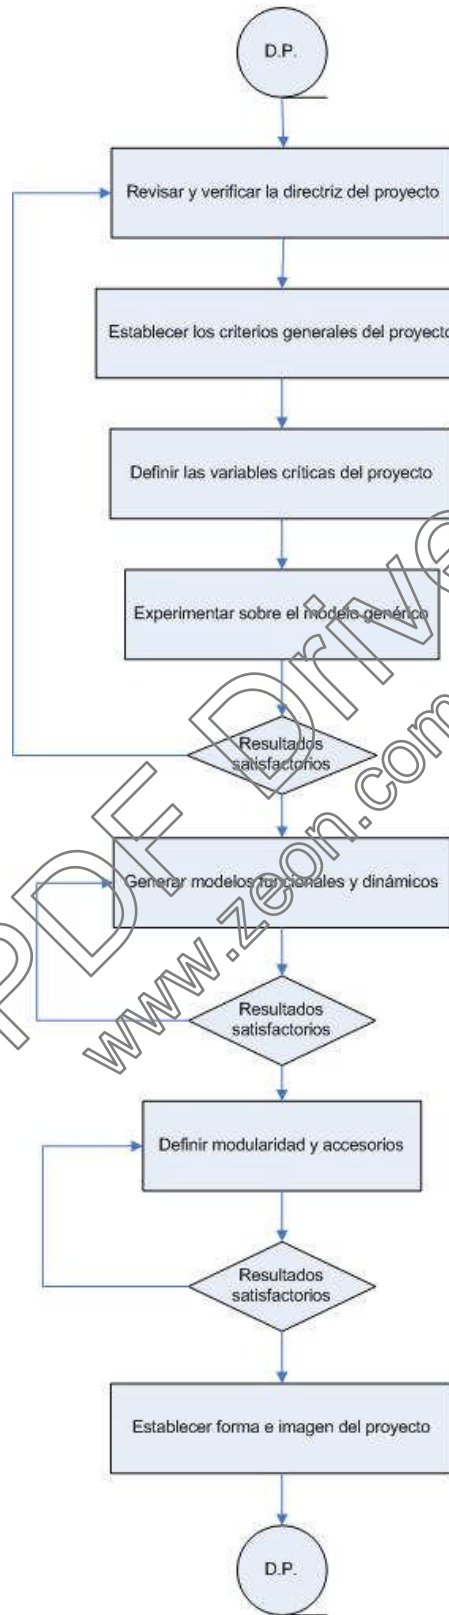 D.P.
Revisar y verificar la directriz del proyecto
Establecer los criterios generales del proyecto
Definir las variables críticas del proyecto
Experimentar sobre el modelo genérico
Resultados
satisfactorios
Generar modelos funcionales y dinámicos
Resultados
satisfactorios
Definir modularidad y accesorios
Resultados
satisfactorios
Establecer forma e imagen del proyecto
D.P.
PDF Drive
www.zeon.com